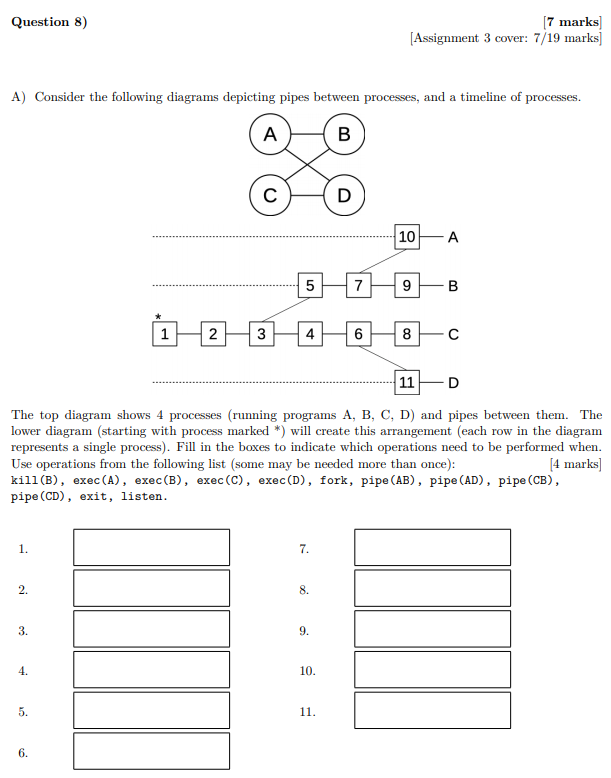 Question 8) [7 marks]
[Assignment 3 cover: 7/19 marks]
A) Consider the following diagrams depicting pipes between processes, and a timeline of processes.
A B
C D
10 A
5 7 9 B
*
1 2 3 4 6 8 C
11 D
The top diagram shows 4 processes (running programs A, B, C, D) and pipes between them. The
lower diagram (starting with process marked *) will create this arrangement (each row in the diagram
represents a single process). Fill in the boxes to indicate which operations need to be performed when.
Use operations from the following list (some may be needed more than once): [4 marks]
kill(B), exec(A), exec(B), exec(C), exec(D), fork, pipe(AB), pipe(AD), pipe(CB),
pipe(CD), exit, listen.
1. 7.
2. 8.
3. 9.
4. 10.
5. 11.
6.